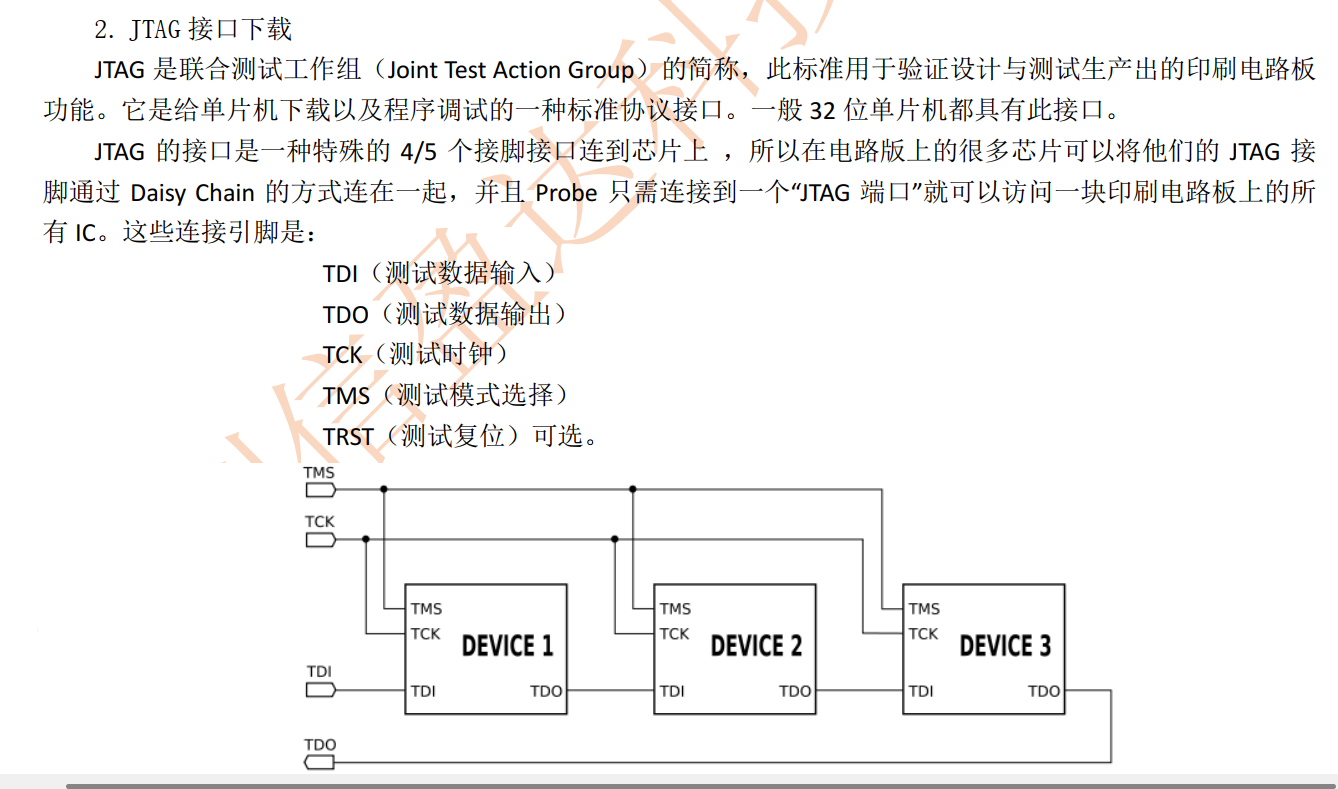 2. JTAG 接口下载
JTAG 是联合测试工作组（Joint Test Action Group）的简称，此标准用于验证设计与测试生产出的印刷电路板
功能。它是给单片机下载以及程序调试的一种标准协议接口。一般 32 位单片机都具有此接口。
JTAG 的接口是一种特殊的 4/5 个接脚接口连到芯片上 ，所以在电路版上的很多芯片可以将他们的 JTAG 接
脚通过 Daisy Chain 的方式连在一起，并且 Probe 只需连接到一个“JTAG 端口”就可以访问一块印刷电路板上的所
有 IC。这些连接引脚是：
TDI（测试数据输入）
TDO（测试数据输出）
TCK（测试时钟）
TMS（测试模式选择）
TRST（测试复位）可选。
信盈达科技
TMS
TCK
TMS TMS TMS
TCK TCK TCK
DEVICE 1 DEVICE 2 DEVICE 3
TDI
TDI TDO TDI TDO TDI TDO
TDO